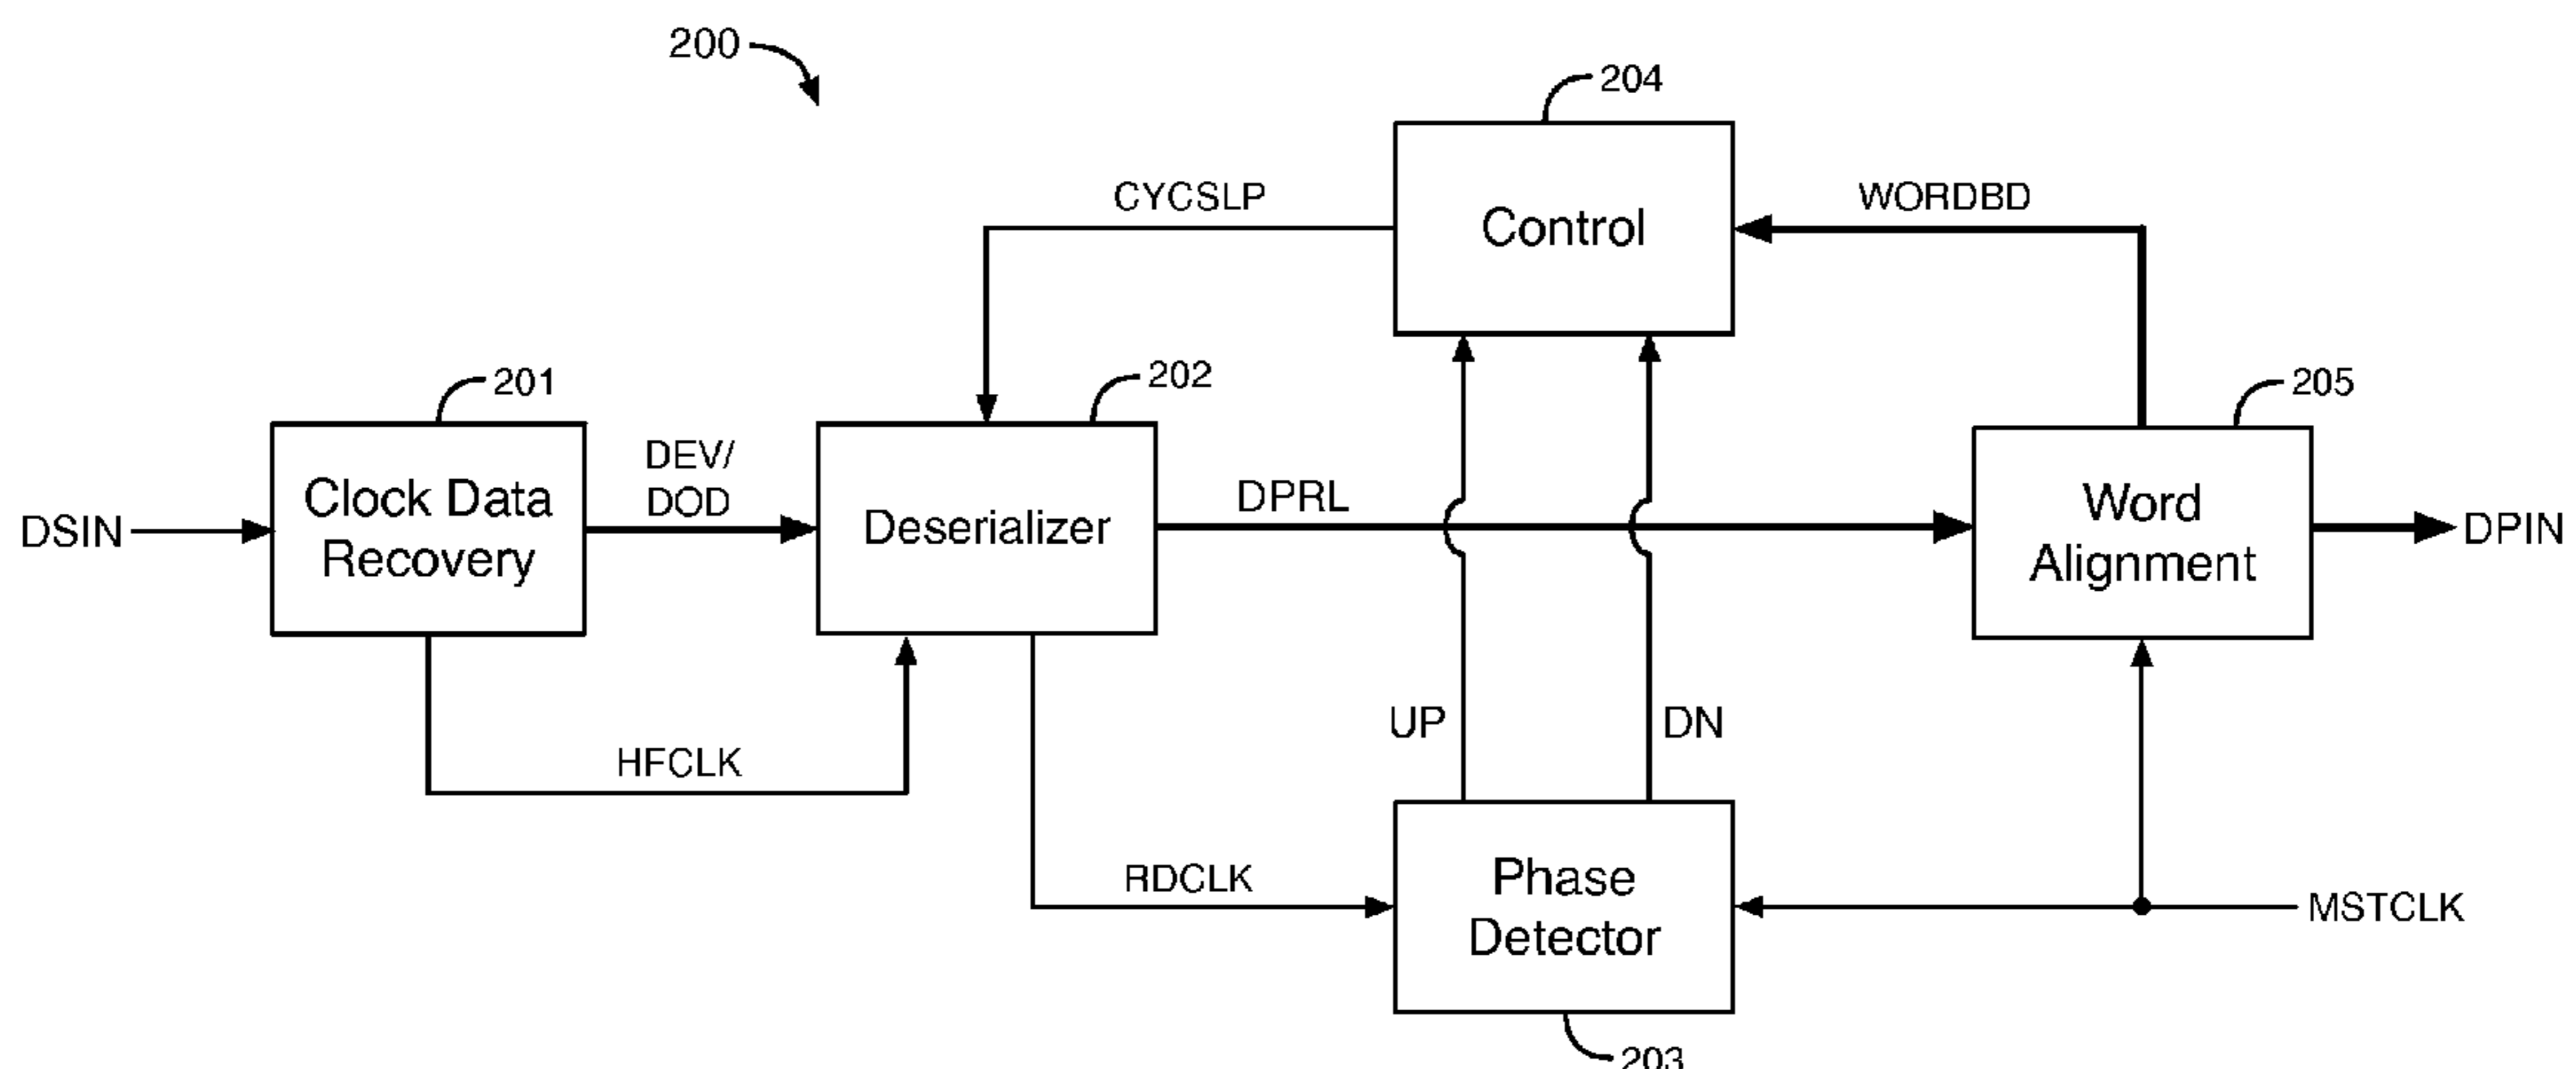 200
204
CYCSLP
WORDBD
Control
201
202
205
DEV/
DOD
Clock Data
Recovery
DSIN
Deserializer
DPRL
Word
Alignment
DPIN
UP
DN
HFCLK
RDCLK
Phase
Detector
MSTCLK
203